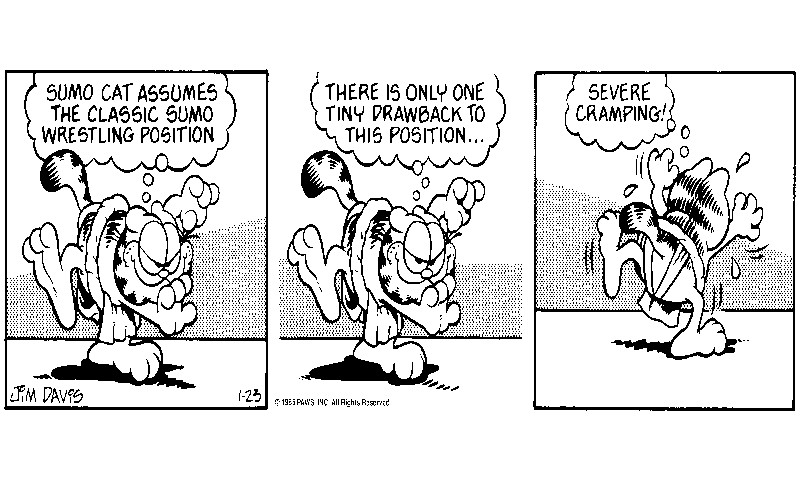 SUMO CAT ASSUMES
THE CLASSIC SUMO
WRESTLING POSITION
JIM DAVIS
1-23
THERE IS ONLY ONE
TINY DRAWBACK TO
THIS POSITION...
© 1985 PAWS, INC. All Rights Reserved
SEVERE
CRAMPING!